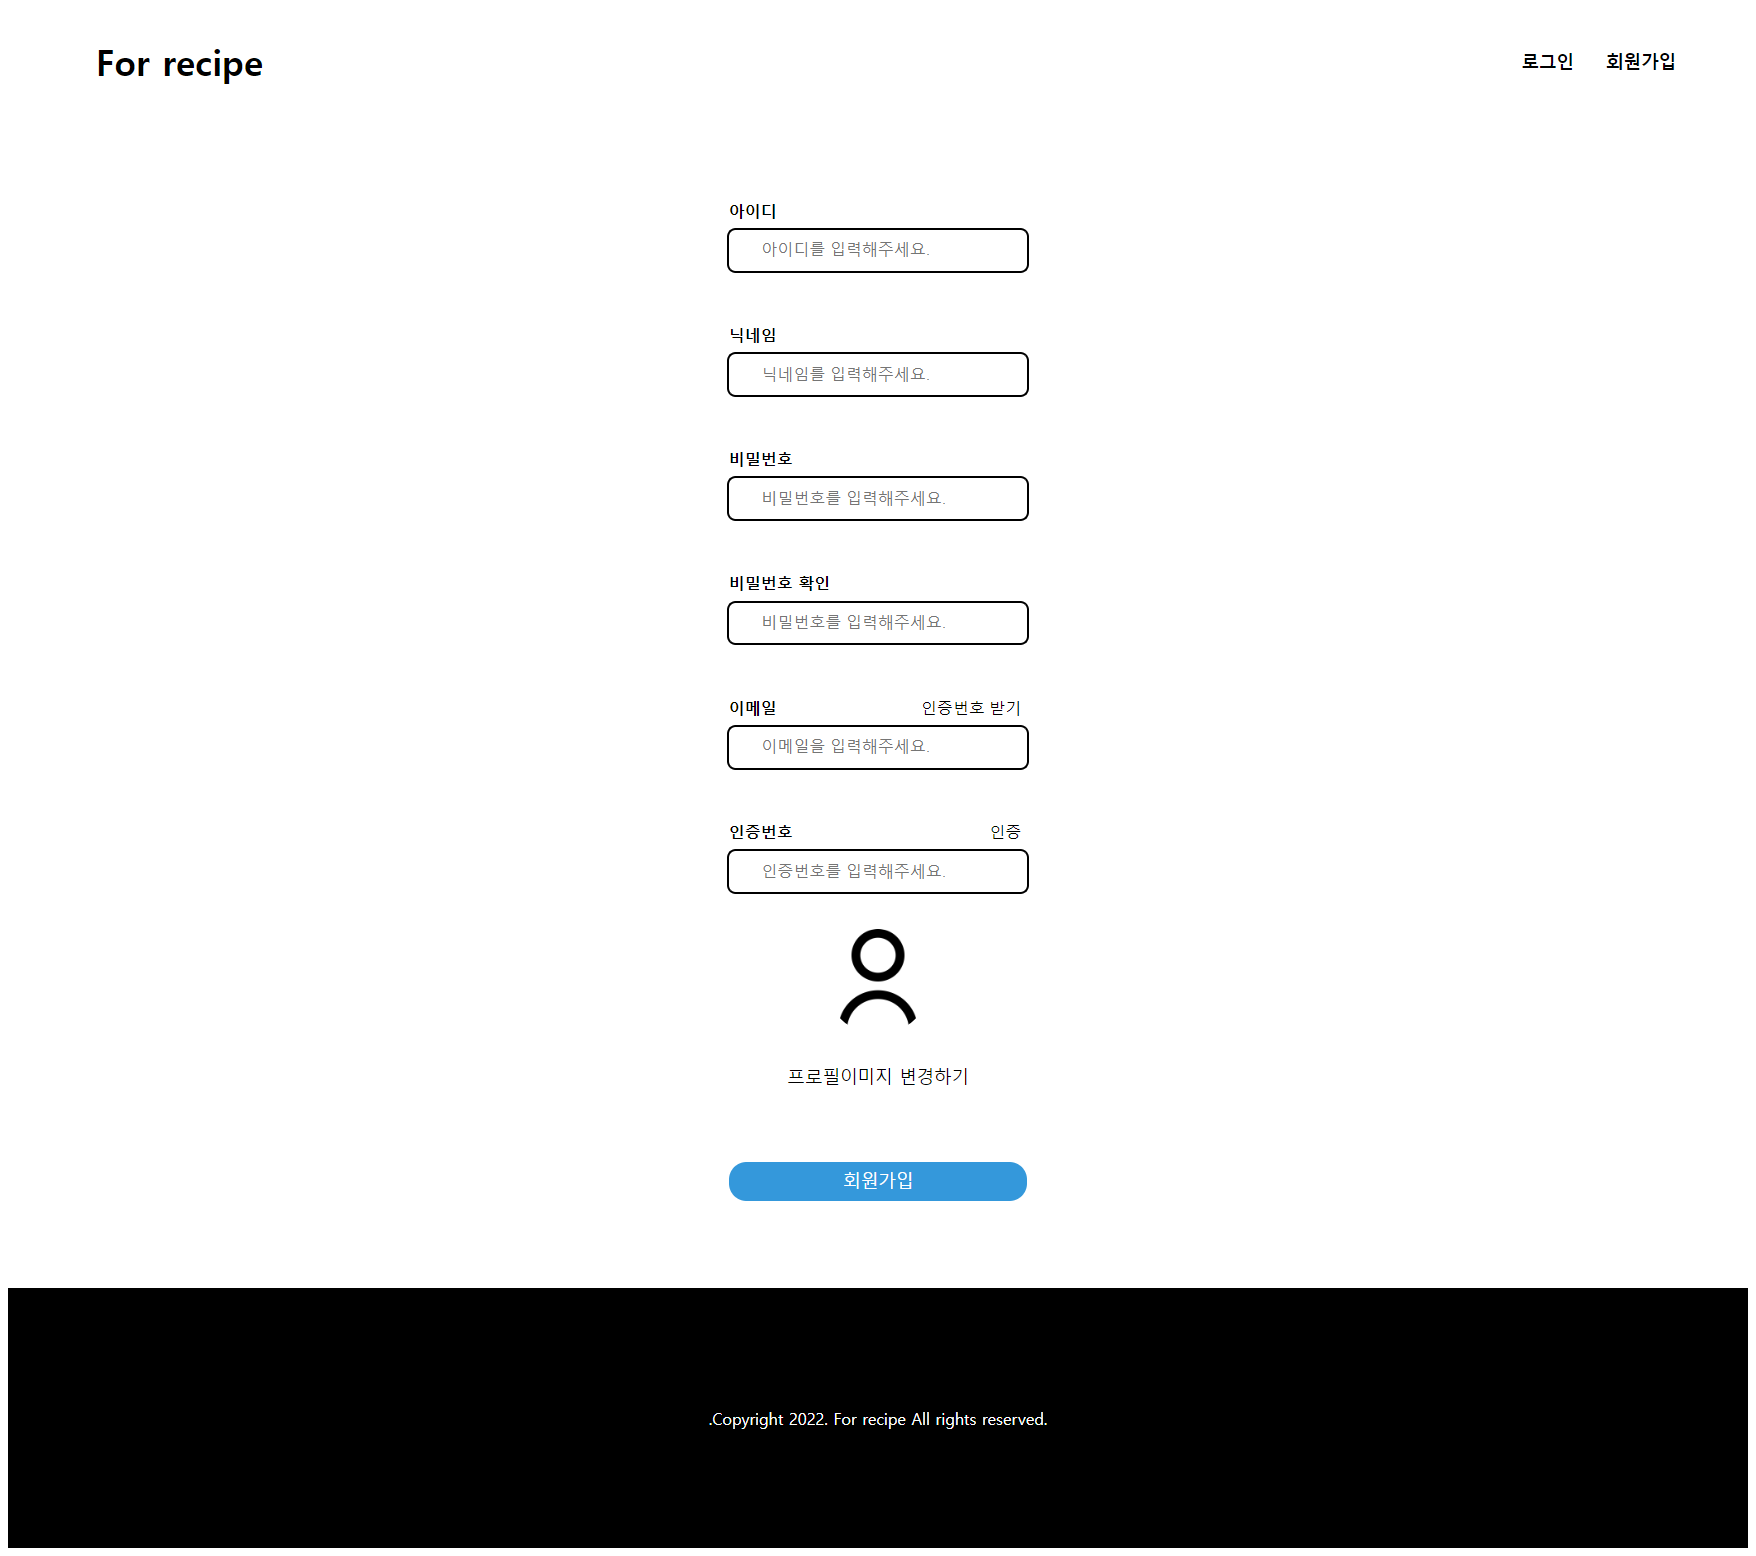 For recipe
로그인 회원가입
아이디
아이디를 입력해주세요.
닉네임
닉네임를 입력해주세요.
비밀번호
비밀번호를 입력해주세요.
비밀번호 확인
비밀번호를 입력해주세요.
이메일 인증번호 받기
이메일을 입력해주세요.
인증번호 인증
인증번호를 입력해주세요.
프로필이미지 변경하기
회원가입
.Copyright 2022. For recipe All rights reserved.